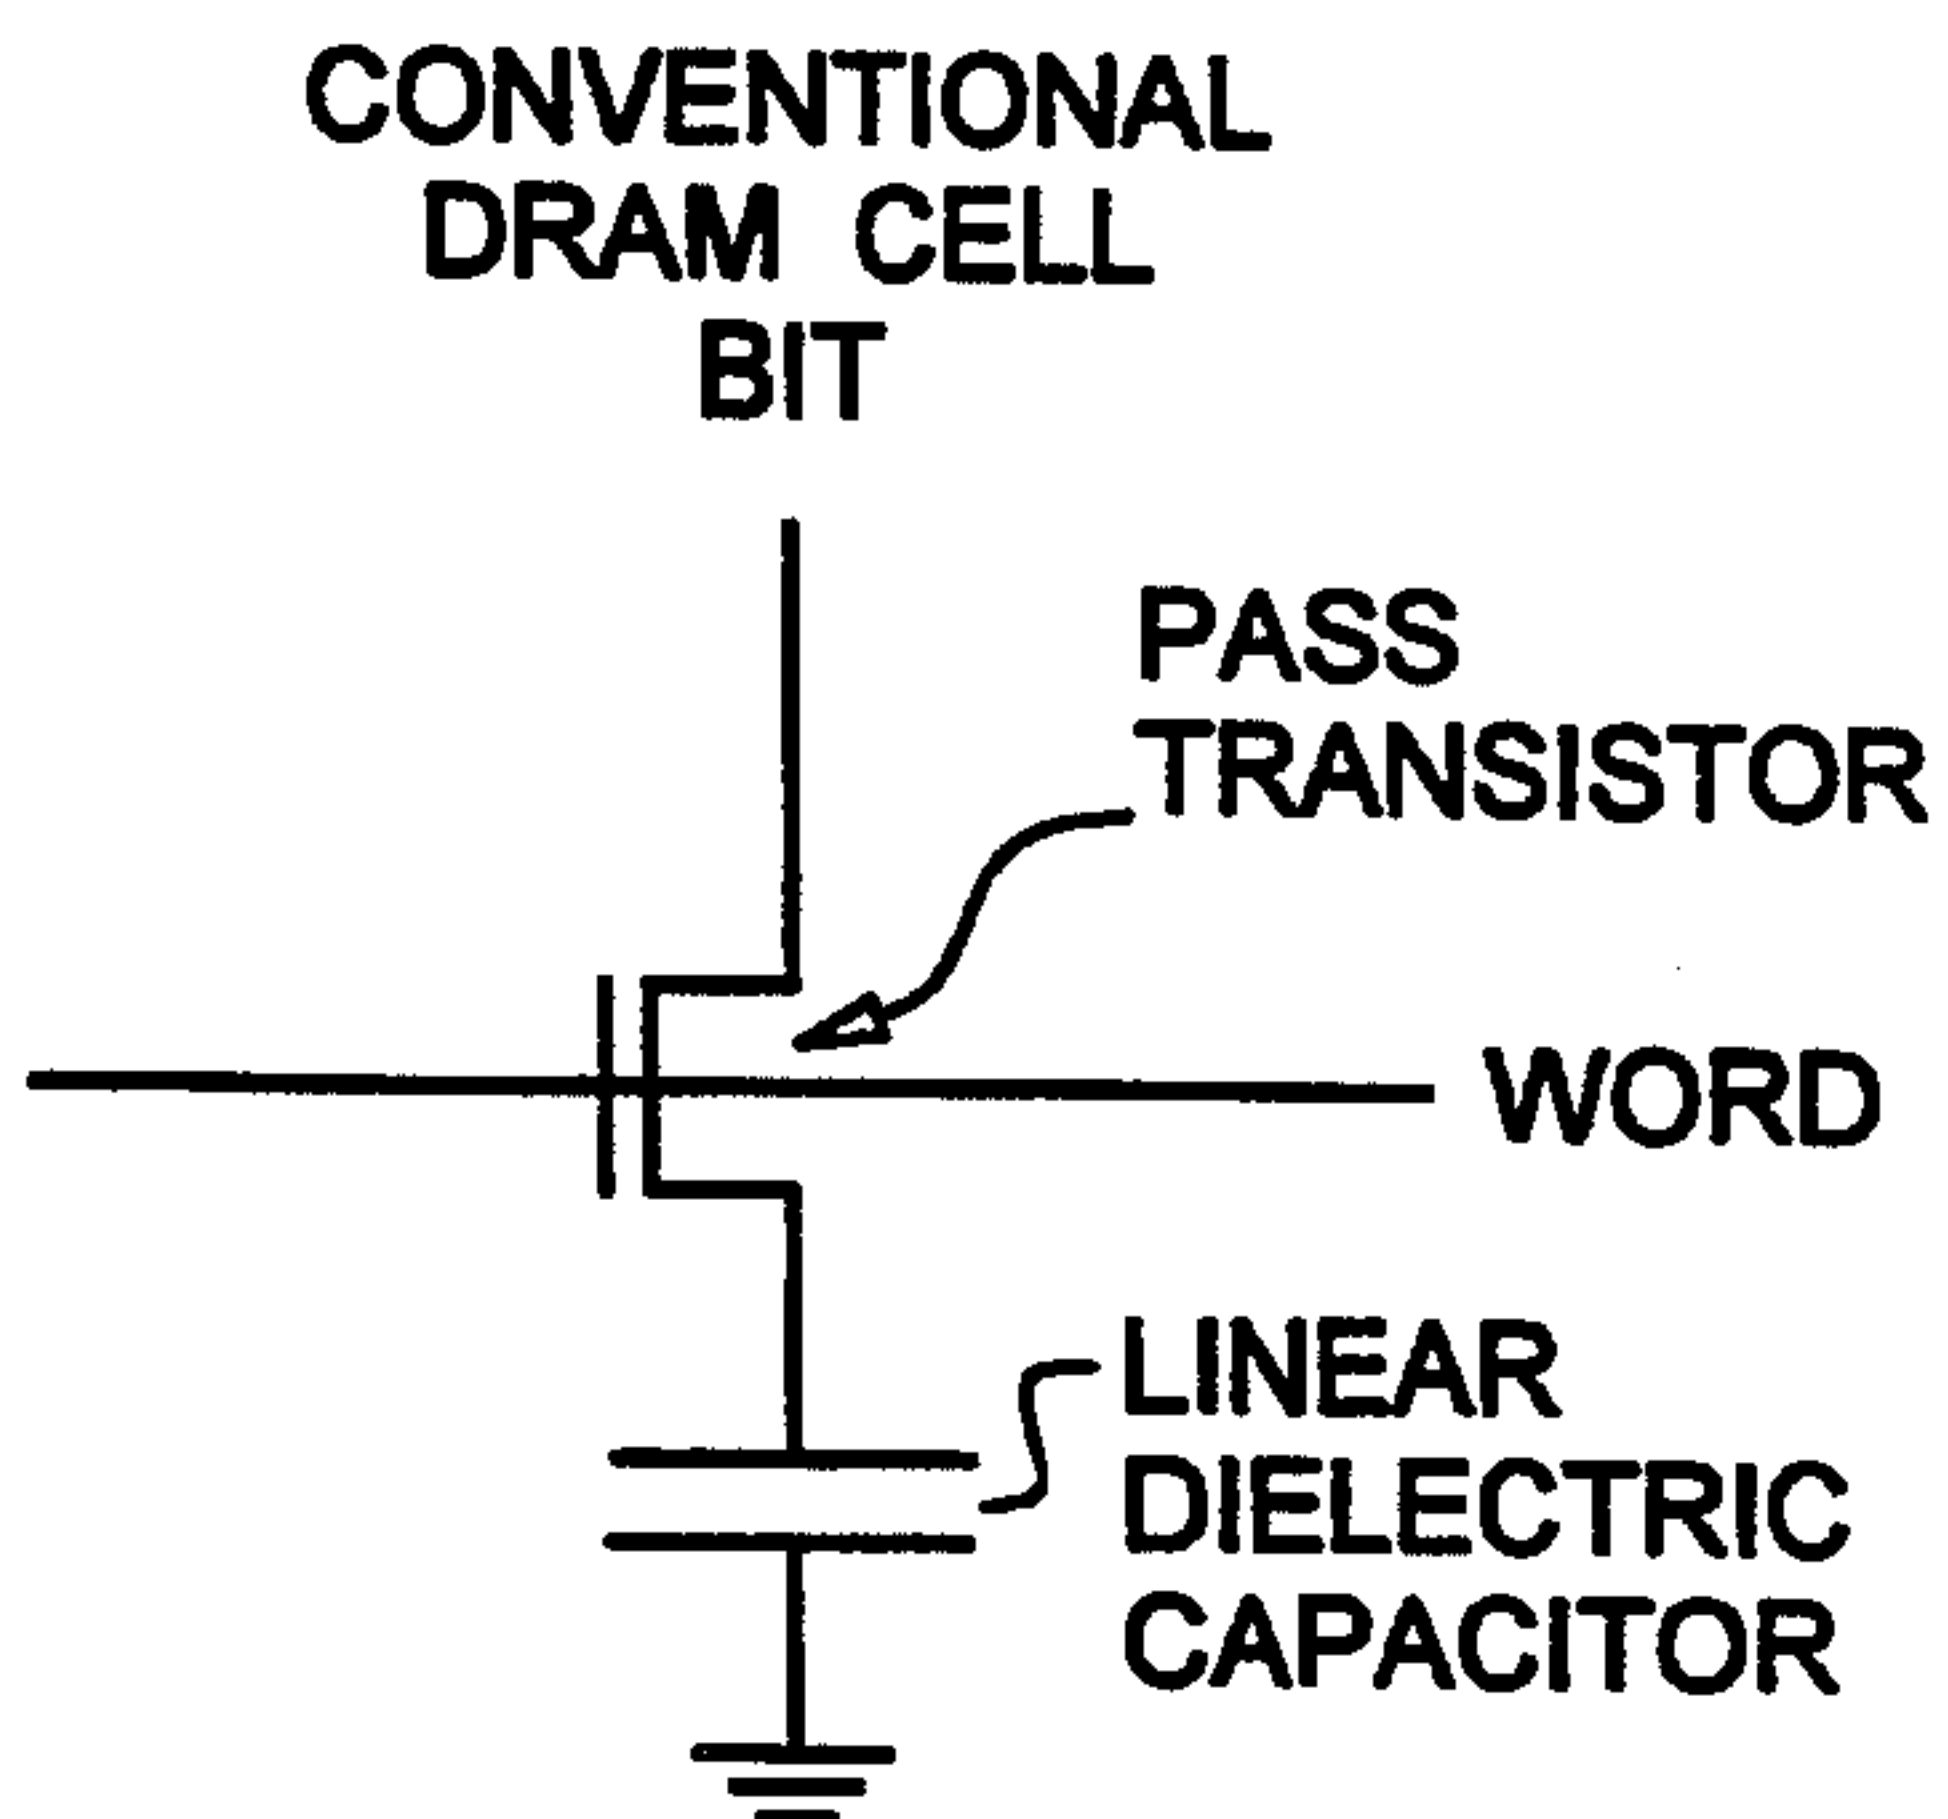 CONVENTIONAL
DRAM CELL
BIT
PASS
TRANSISTOR
WORD
LINEAR
DIELECTRIC
CAPACITOR